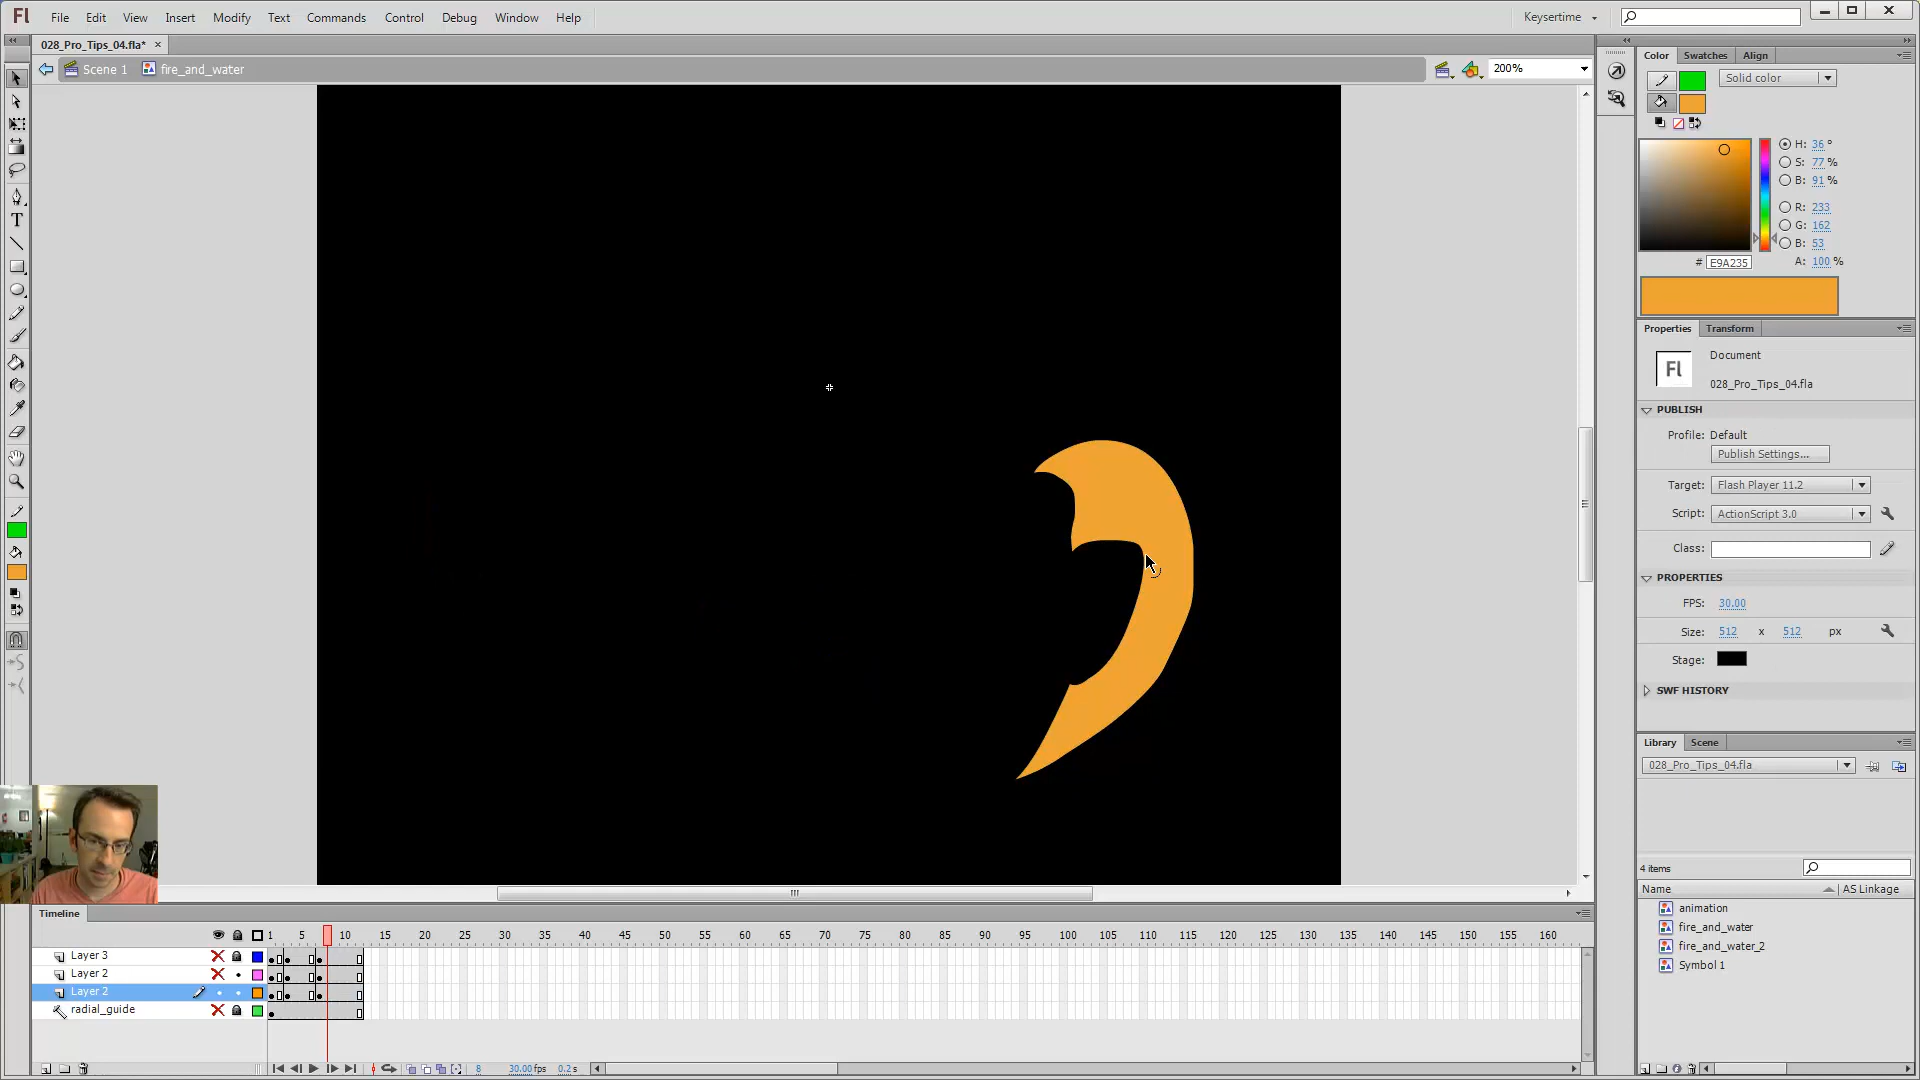 Fl File Edit View Insert Modify Text Commands Control Debug Window Help Keysertime
028_Pro_Tips_04.fla* ×
Scene 1 fire_and_water 200%
Color Swatches Align
Solid color
H: 36 °
S: 77 %
B: 91 %
R: 233
G: 162
B: 53
# E9A235 A: 100 %
Properties Transform
Fl Document
028_Pro_Tips_04.fla
PUBLISH
Profile: Default
Publish Settings...
Target: Flash Player 11.2
Script: ActionScript 3.0
Class:
PROPERTIES
FPS: 30.00
Size: 512 x 512 px
Stage:
SWF HISTORY
Library Scene
028_Pro_Tips_04.fla
4 items
Name AS Linkage
animation
fire_and_water
fire_and_water_2
Symbol 1
T
Timeline
1 5 10 15 20 25 30 35 40 45 50 55 60 65 70 75 80 85 90 95 100 105 110 115 120 125 130 135 140 145 150 155 160
Layer 3
Layer 2
Layer 2
radial_guide
8 30.00fps 0.2s